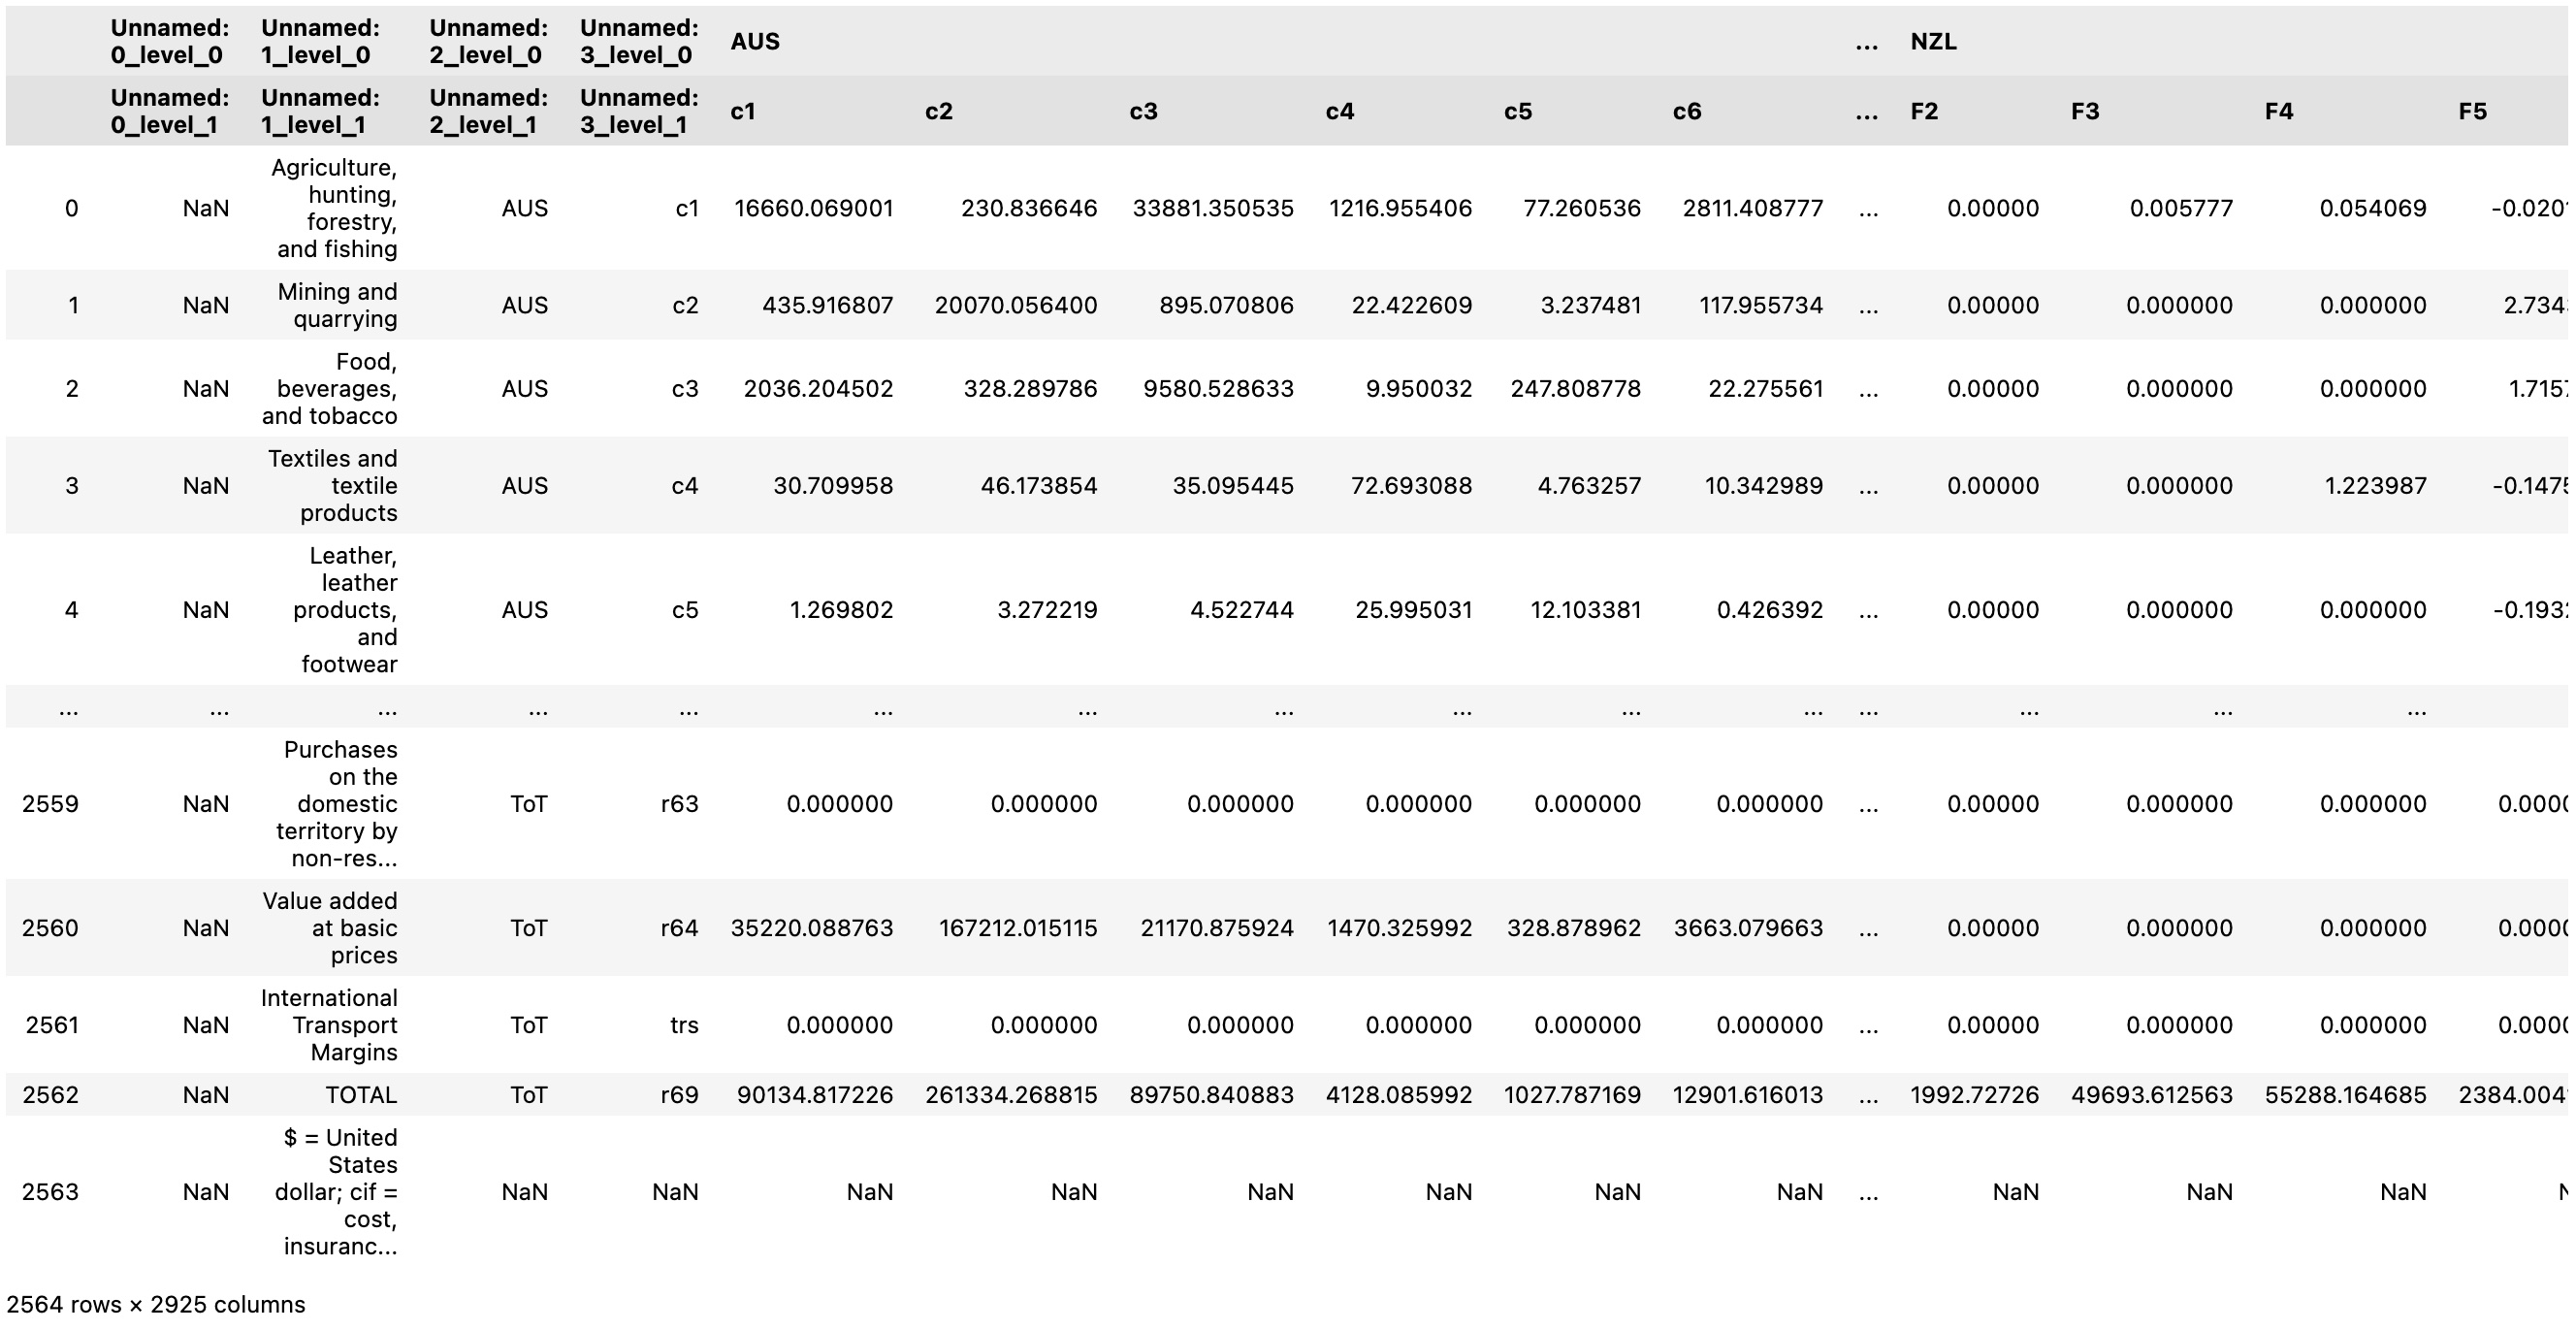 Unnamed: 0_level_0 Unnamed: 1_level_0 Unnamed: 2_level_0 Unnamed: 3_level_0 AUS ... NZL
Unnamed: 0_level_1 Unnamed: 1_level_1 Unnamed: 2_level_1 Unnamed: 3_level_1 c1 c2 c3 c4 c5 c6 ... F2 F3 F4 F5
0 NaN Agriculture, hunting, forestry, and fishing AUS c1 16660.069001 230.836646 33881.350535 1216.955406 77.260536 2811.408777 ... 0.00000 0.005777 0.054069 -0.020
1 NaN Mining and quarrying AUS c2 435.916807 20070.056400 895.070806 22.422609 3.237481 117.955734 ... 0.00000 0.000000 0.000000 2.734
2 NaN Food, beverages, and tobacco AUS c3 2036.204502 328.289786 9580.528633 9.950032 247.808778 22.275561 ... 0.00000 0.000000 0.000000 1.715
3 NaN Textiles and textile products AUS c4 30.709958 46.173854 35.095445 72.693088 4.763257 10.342989 ... 0.00000 0.000000 1.223987 -0.147
4 NaN Leather, leather products, and footwear AUS c5 1.269802 3.272219 4.522744 25.995031 12.103381 0.426392 ... 0.00000 0.000000 0.000000 -0.193
... ... ... ... ... ... ... ... ... ... ... ... ... ... ...
2559 NaN Purchases on the domestic territory by non-res... ToT r63 0.000000 0.000000 0.000000 0.000000 0.000000 0.000000 ... 0.00000 0.000000 0.000000 0.000
2560 NaN Value added at basic prices ToT r64 35220.088763 167212.015115 21170.875924 1470.325992 328.878962 3663.079663 ... 0.00000 0.000000 0.000000 0.000
2561 NaN International Transport Margins ToT trs 0.000000 0.000000 0.000000 0.000000 0.000000 0.000000 ... 0.00000 0.000000 0.000000 0.000
2562 NaN TOTAL ToT r69 90134.817226 261334.268815 89750.840883 4128.085992 1027.787169 12901.616013 ... 1992.72726 49693.612563 55288.164685 2384.004
2563 NaN $ = United States dollar; cif = cost, insuranc... NaN NaN NaN NaN NaN NaN NaN NaN ... NaN NaN NaN
2564 rows × 2925 columns